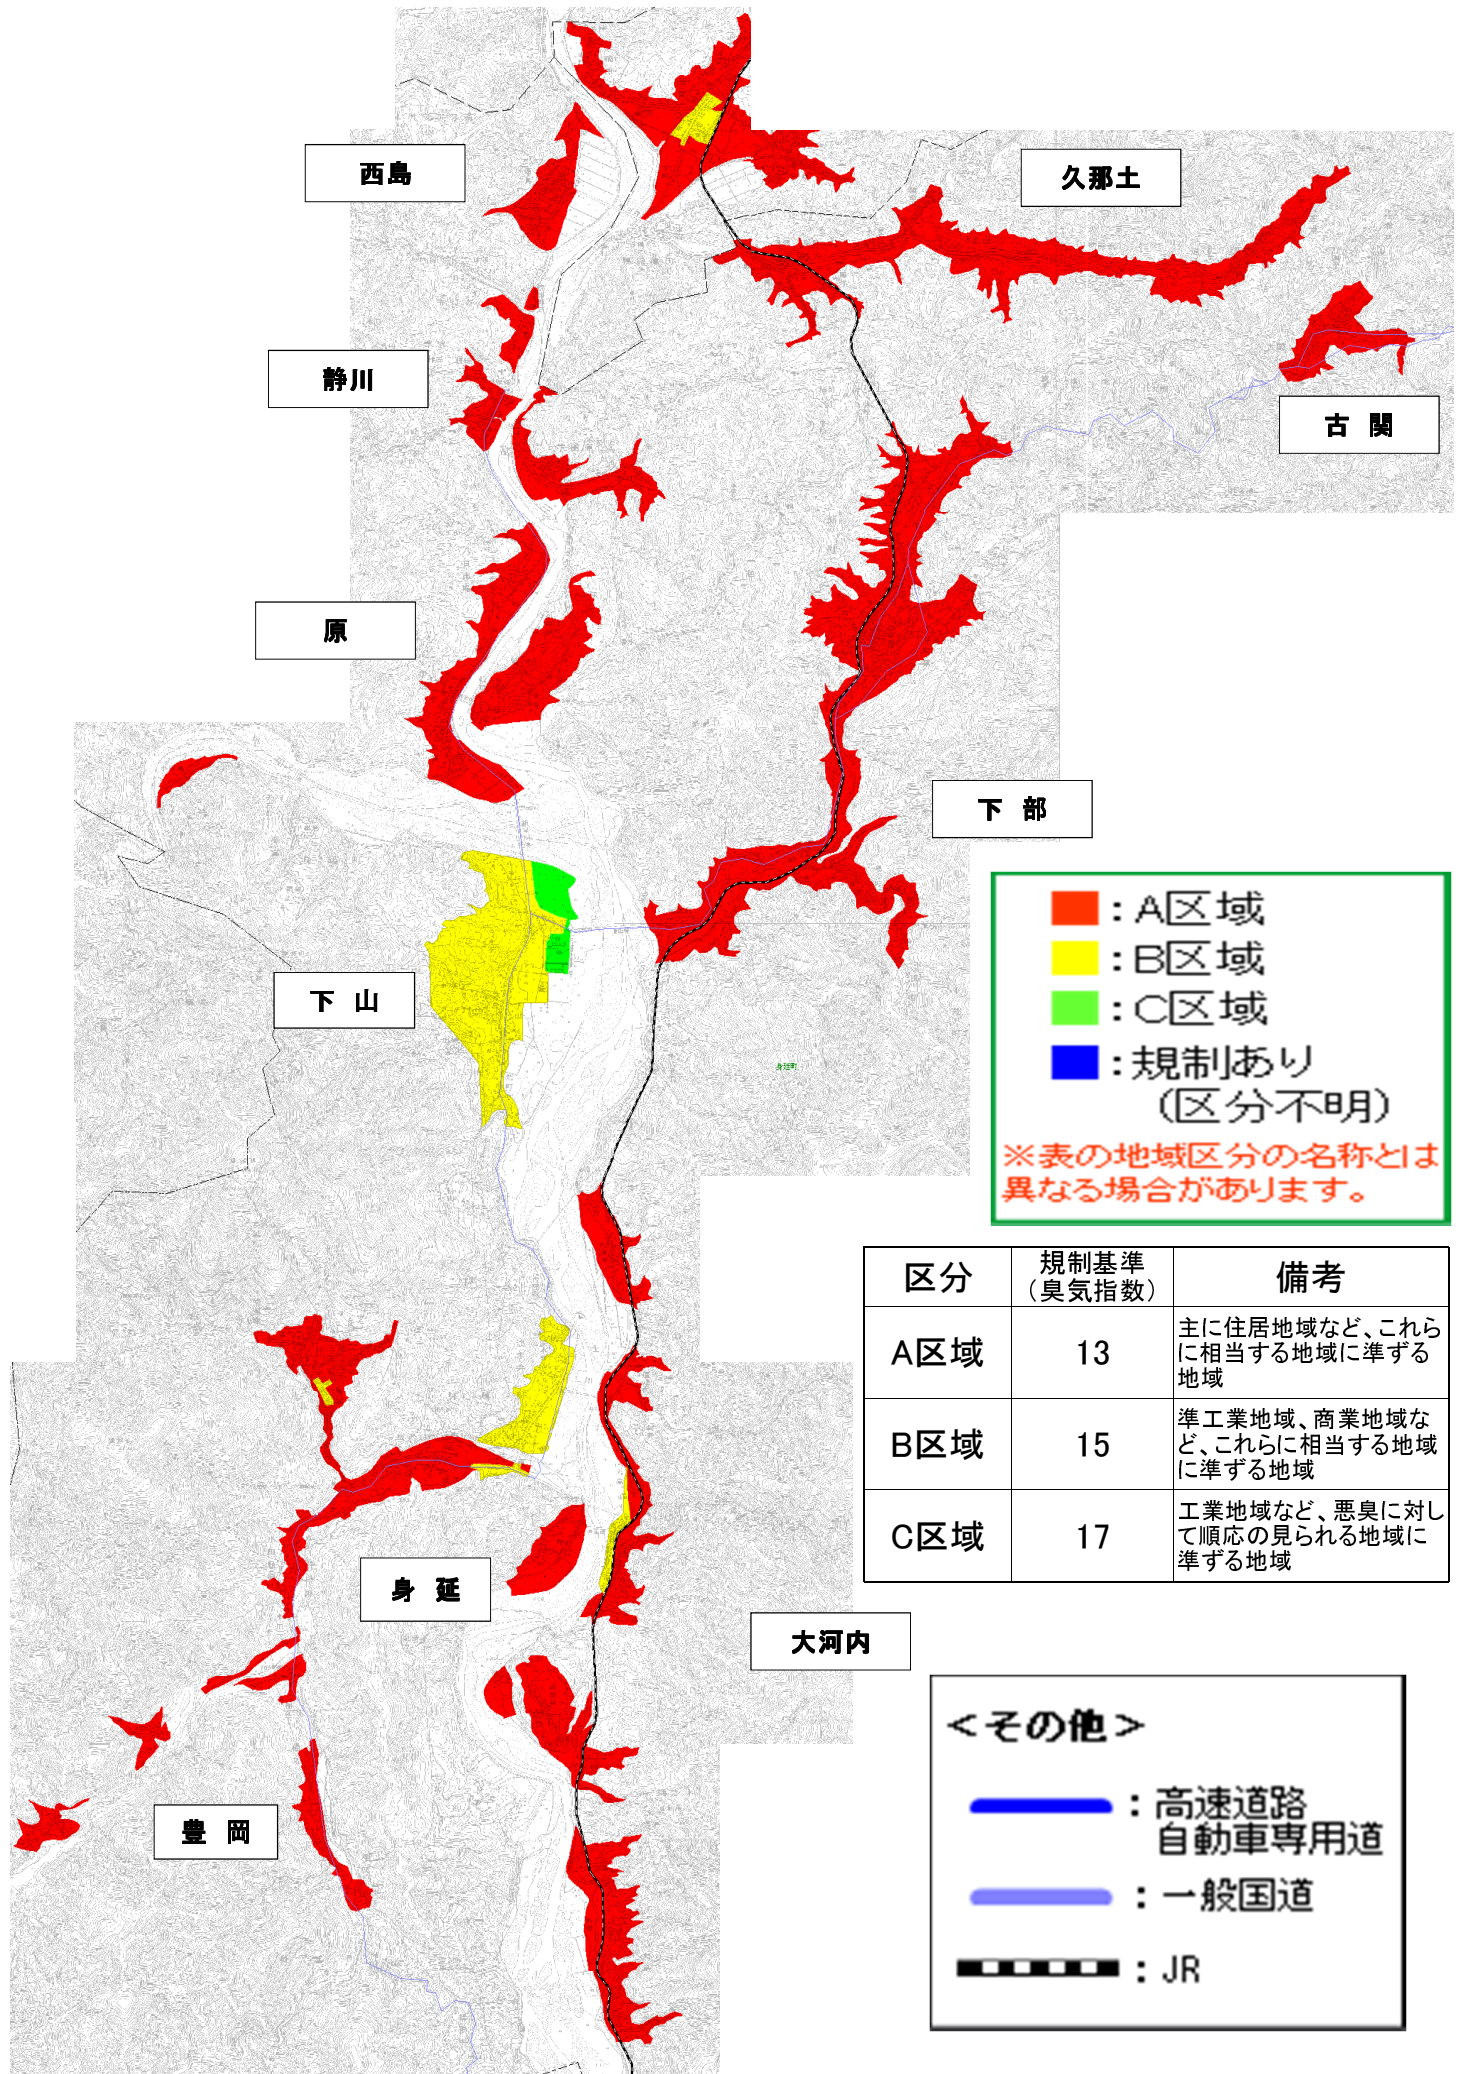 西島
久那土
静川
古 関
原
下 部
下 山
身延町
身 延
大河内
豊 岡
：A区域
：B区域
：C区域
：規制あり
（区分不明）
※表の地域区分の名称とは
異なる場合があります。
区分 規制基準（臭気指数） 備考
A区域 13 主に住居地域など、これら
に相当する地域に準ずる
地域
B区域 15 準工業地域、商業地域な
ど、これらに相当する地域
に準ずる地域
C区域 17 工業地域など、悪臭に対し
て順応の見られる地域に
準ずる地域
＜その他＞
：高速道路
自動車専用道
：一般国道
：JR